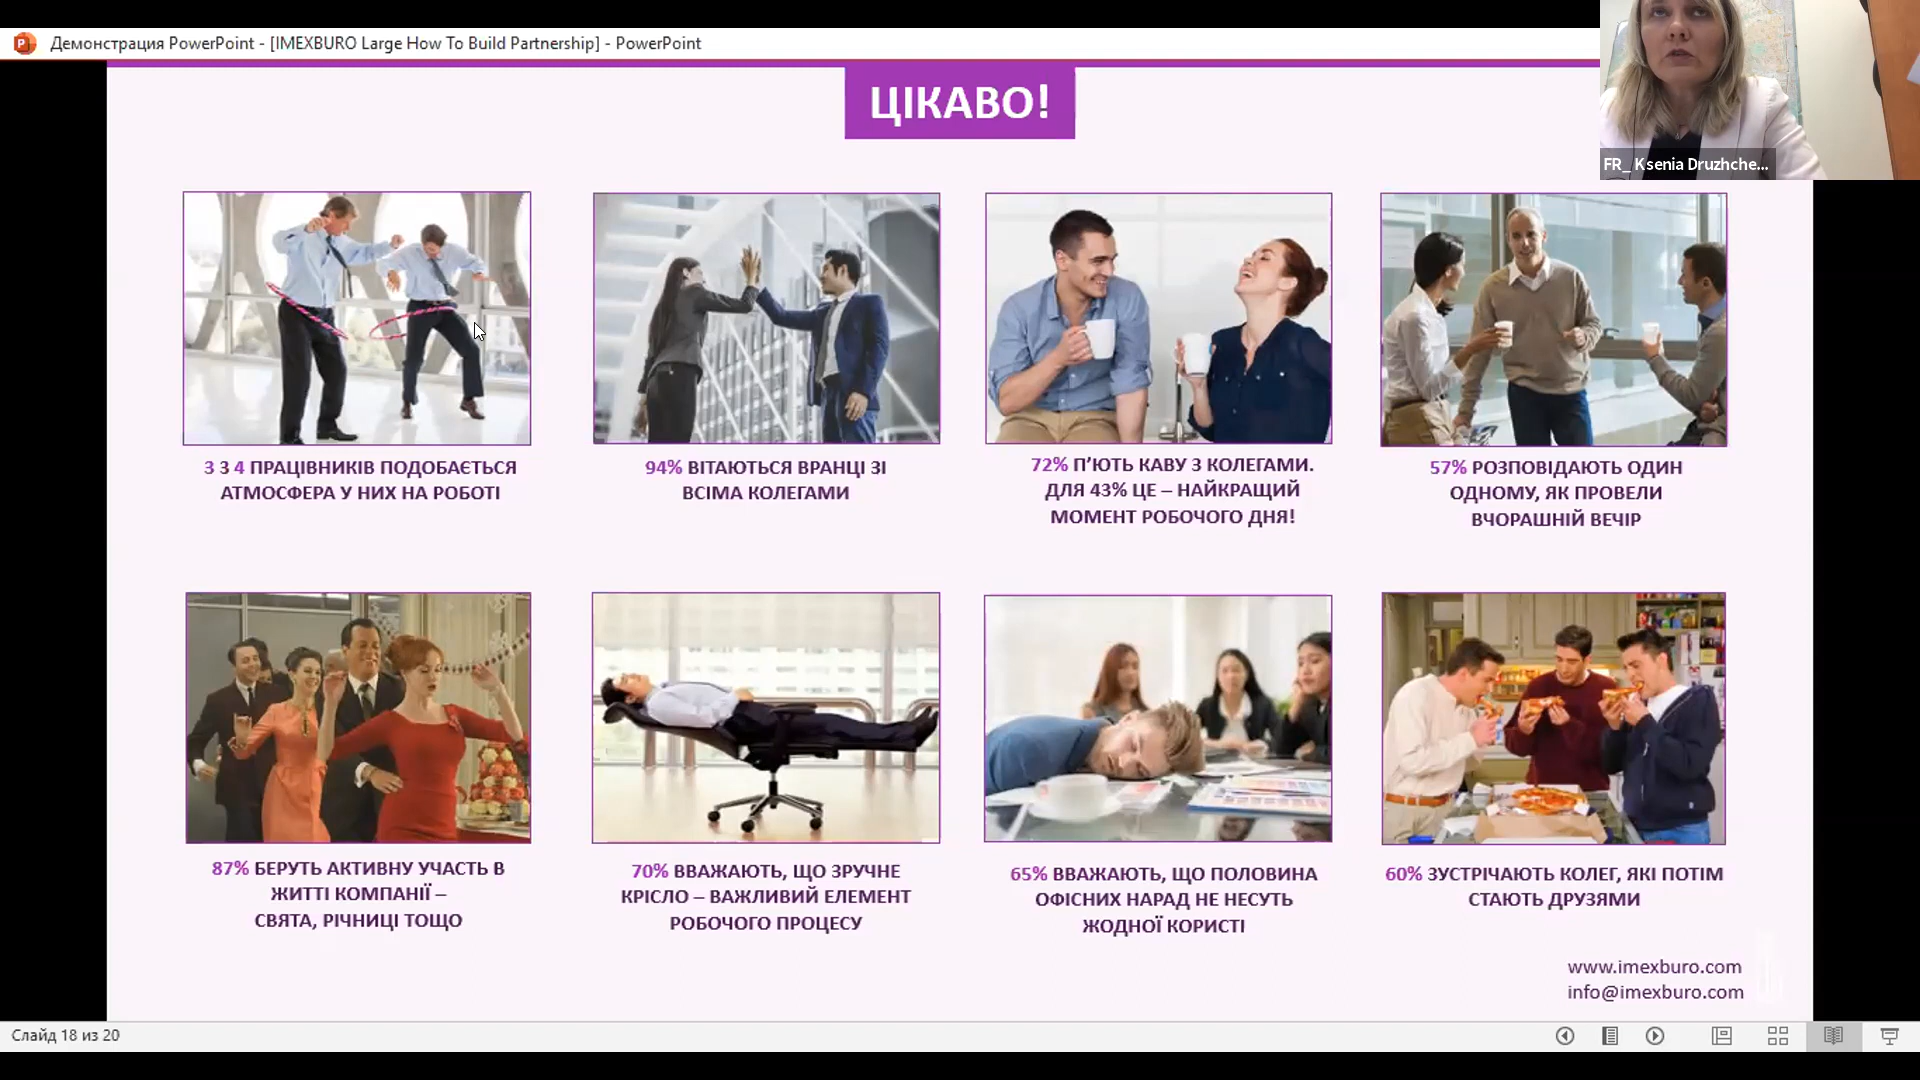 Демонстрация PowerPoint - [IMEXBURO Large How To Build Partnership] - PowerPoint
FR_ Ksenia Druzhche...
ЦІКАВО!
3 З 4 ПРАЦІВНИКІВ ПОДОБАЄТЬСЯ
АТМОСФЕРА У НИХ НА РОБОТІ
94% ВІТАЮТЬСЯ ВРАНЦІ ЗІ
ВСІМА КОЛЕГАМИ
72% П’ЮТЬ КАВУ З КОЛЕГАМИ.
ДЛЯ 43% ЦЕ – НАЙКРАЩИЙ
МОМЕНТ РОБОЧОГО ДНЯ!
57% РОЗПОВІДАЮТЬ ОДИН
ОДНОМУ, ЯК ПРОВЕЛИ
ВЧОРАШНІЙ ВЕЧІР
87% БЕРУТЬ АКТИВНУ УЧАСТЬ В
ЖИТТІ КОМПАНІЇ –
СВЯТА, РІЧНИЦІ ТОЩО
70% ВВАЖАЮТЬ, ЩО ЗРУЧНЕ
КРІСЛО – ВАЖЛИВИЙ ЕЛЕМЕНТ
РОБОЧОГО ПРОЦЕСУ
65% ВВАЖАЮТЬ, ЩО ПОЛОВИНА
ОФІСНИХ НАРАД НЕ НЕСУТЬ
ЖОДНОЇ КОРИСТІ
60% ЗУСТРІЧАЮТЬ КОЛЕГ, ЯКІ ПОТІМ
СТАЮТЬ ДРУЗЯМИ
www.imexburo.com
info@imexburo.com
Слайд 18 из 20